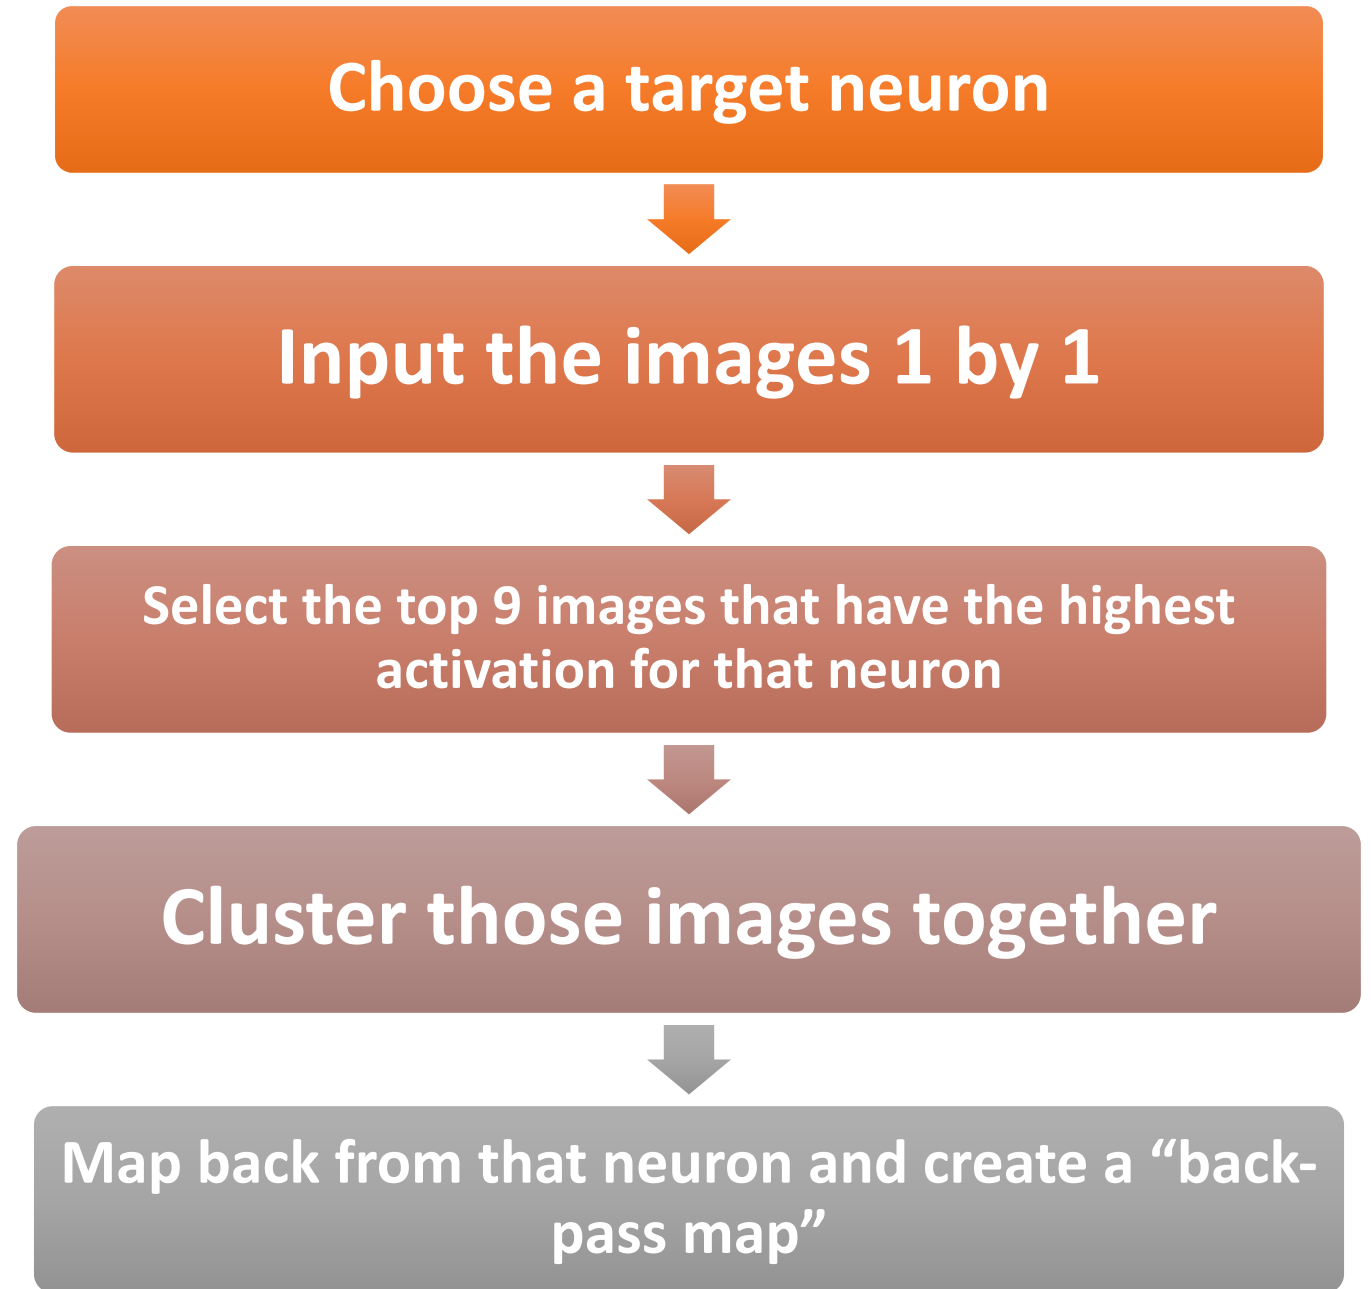 Choose a target neuron
Input the images 1 by 1
Select the top 9 images that have the highest
activation for that neuron
Cluster those images together
Map back from that neuron and create a “back-
pass map”